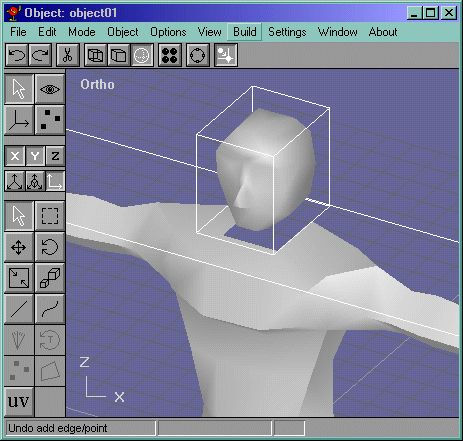 Object: object01
File Edit Mode Object Options View Build Settings Window About
Ortho
X Y Z
T
uv
Z
X
Undo add edge/point